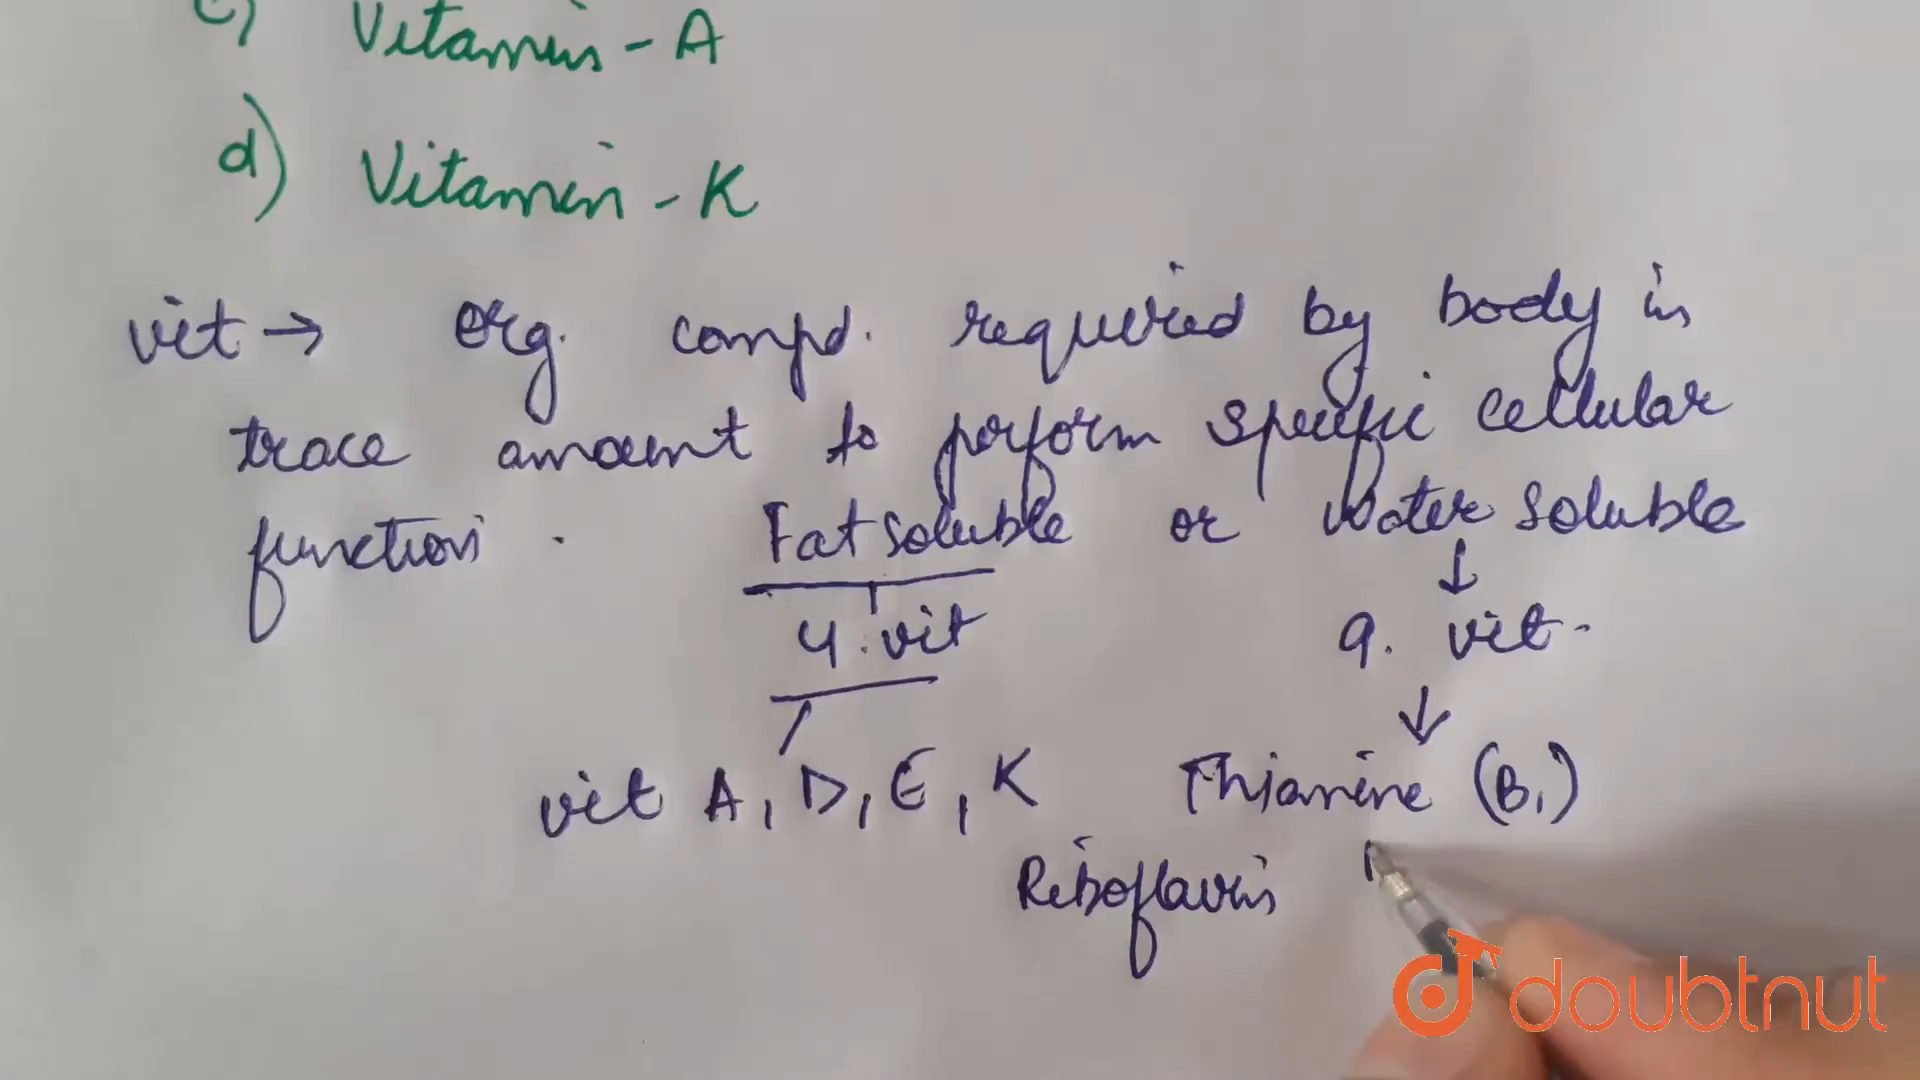 c) Vitamin - A
d) Vitamin - K
vit → org. compd. required by body in
trace amount to perform specific cellular
function. Fat soluble or water soluble
↓
4 vit 9. vit.
↓
vit A, D, E, K Thiamine (B1)
Riboflavin
doubtnut